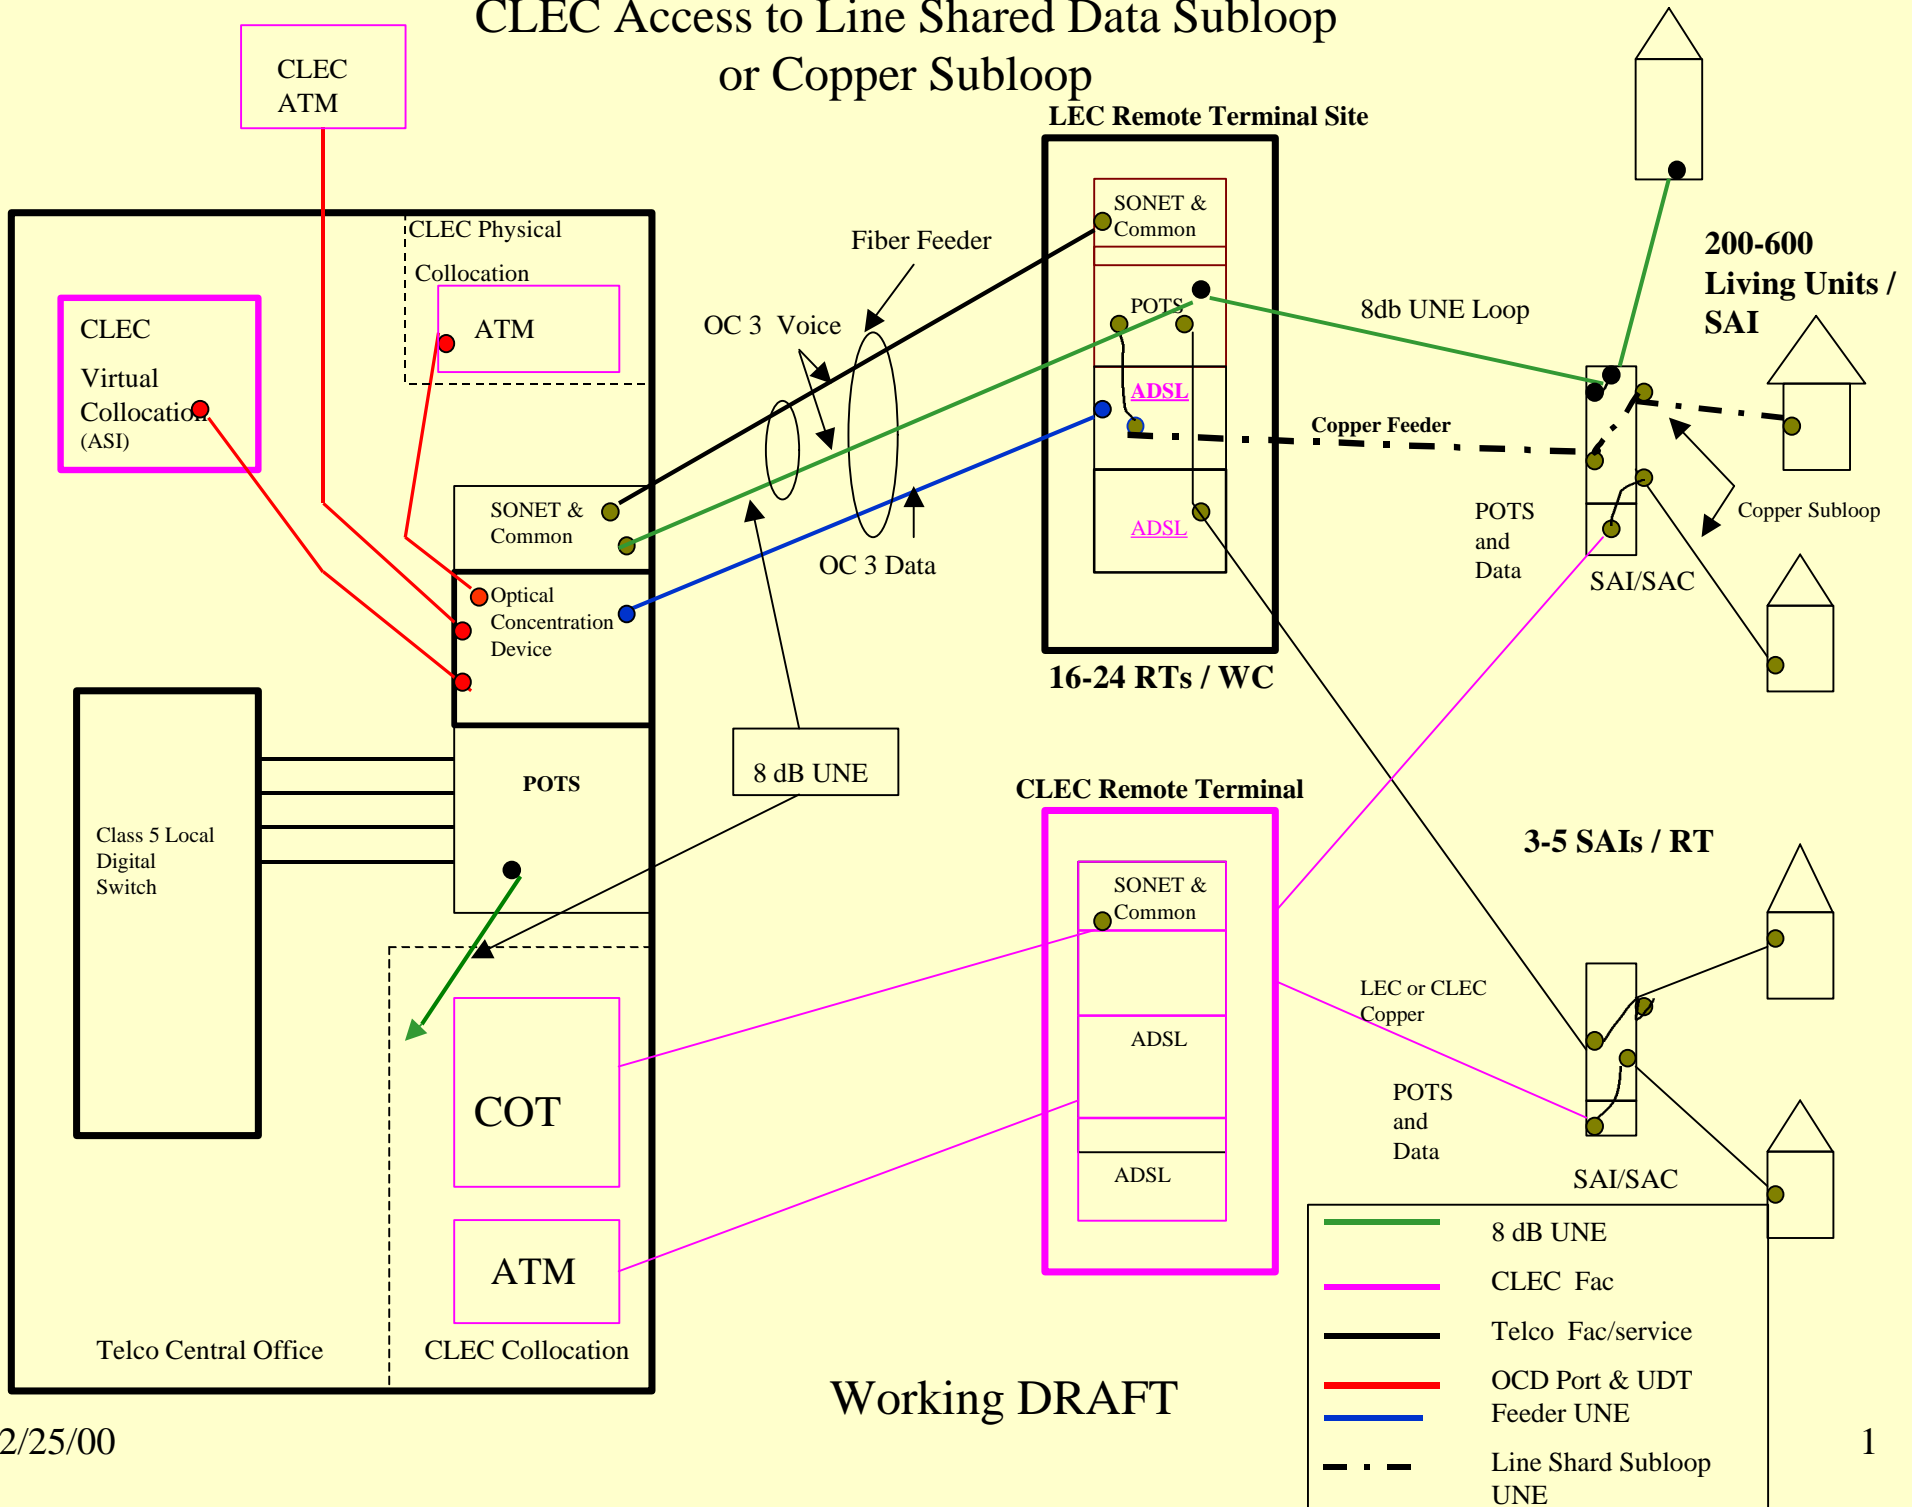 CLEC Access to Line Shared Data Subloop
or Copper Subloop
CLEC
ATM
LEC Remote Terminal Site
CLEC Physical
Collocation
ATM
CLEC
Virtual
Collocation
(ASI)
SONET &
Common
Optical
Concentration
Device
POTS
Class 5 Local
Digital
Switch
COT
ATM
Telco Central Office
CLEC Collocation
Fiber Feeder
OC 3 Voice
OC 3 Data
8 dB UNE
SONET &
Common
POTS
ADSL
ADSL
16-24 RTs / WC
CLEC Remote Terminal
SONET &
Common
ADSL
ADSL
8db UNE Loop
Copper Feeder
200-600
Living Units /
SAI
POTS
and
Data
SAI/SAC
Copper Subloop
3-5 SAIs / RT
LEC or CLEC
Copper
POTS
and
Data
SAI/SAC
8 dB UNE
CLEC Fac
Telco Fac/service
OCD Port & UDT
Feeder UNE
Line Shard Subloop
UNE
Working DRAFT
2/25/00
1